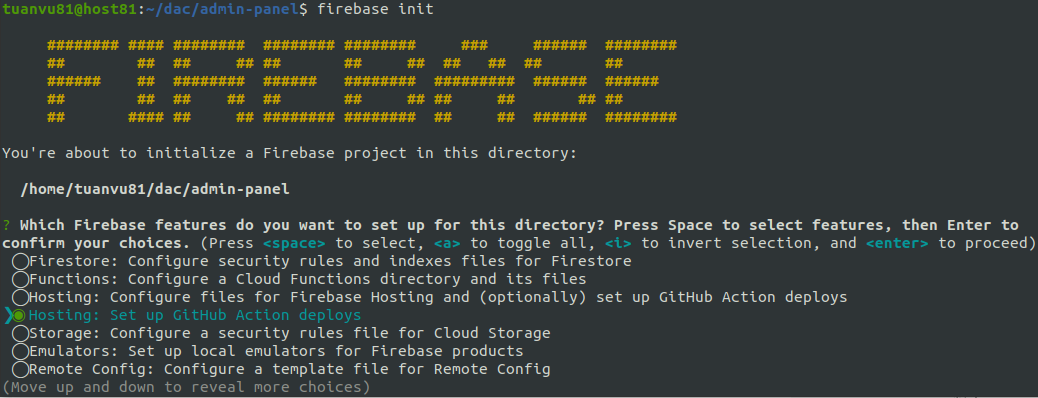 tuanvu81@host81:~/dac/admin-panel$ firebase init
FIREBASE
You're about to initialize a Firebase project in this directory:
/home/tuanvu81/dac/admin-panel
? Which Firebase features do you want to set up for this directory? Press Space to select features, then Enter to
confirm your choices. (Press <space> to select, <a> to toggle all, <i> to invert selection, and <enter> to proceed)
◯Firestore: Configure security rules and indexes files for Firestore
◯Functions: Configure a Cloud Functions directory and its files
◯Hosting: Configure files for Firebase Hosting and (optionally) set up GitHub Action deploys
❯◉Hosting: Set up GitHub Action deploys
◯Storage: Configure a security rules file for Cloud Storage
◯Emulators: Set up local emulators for Firebase products
◯Remote Config: Configure a template file for Remote Config
(Move up and down to reveal more choices)